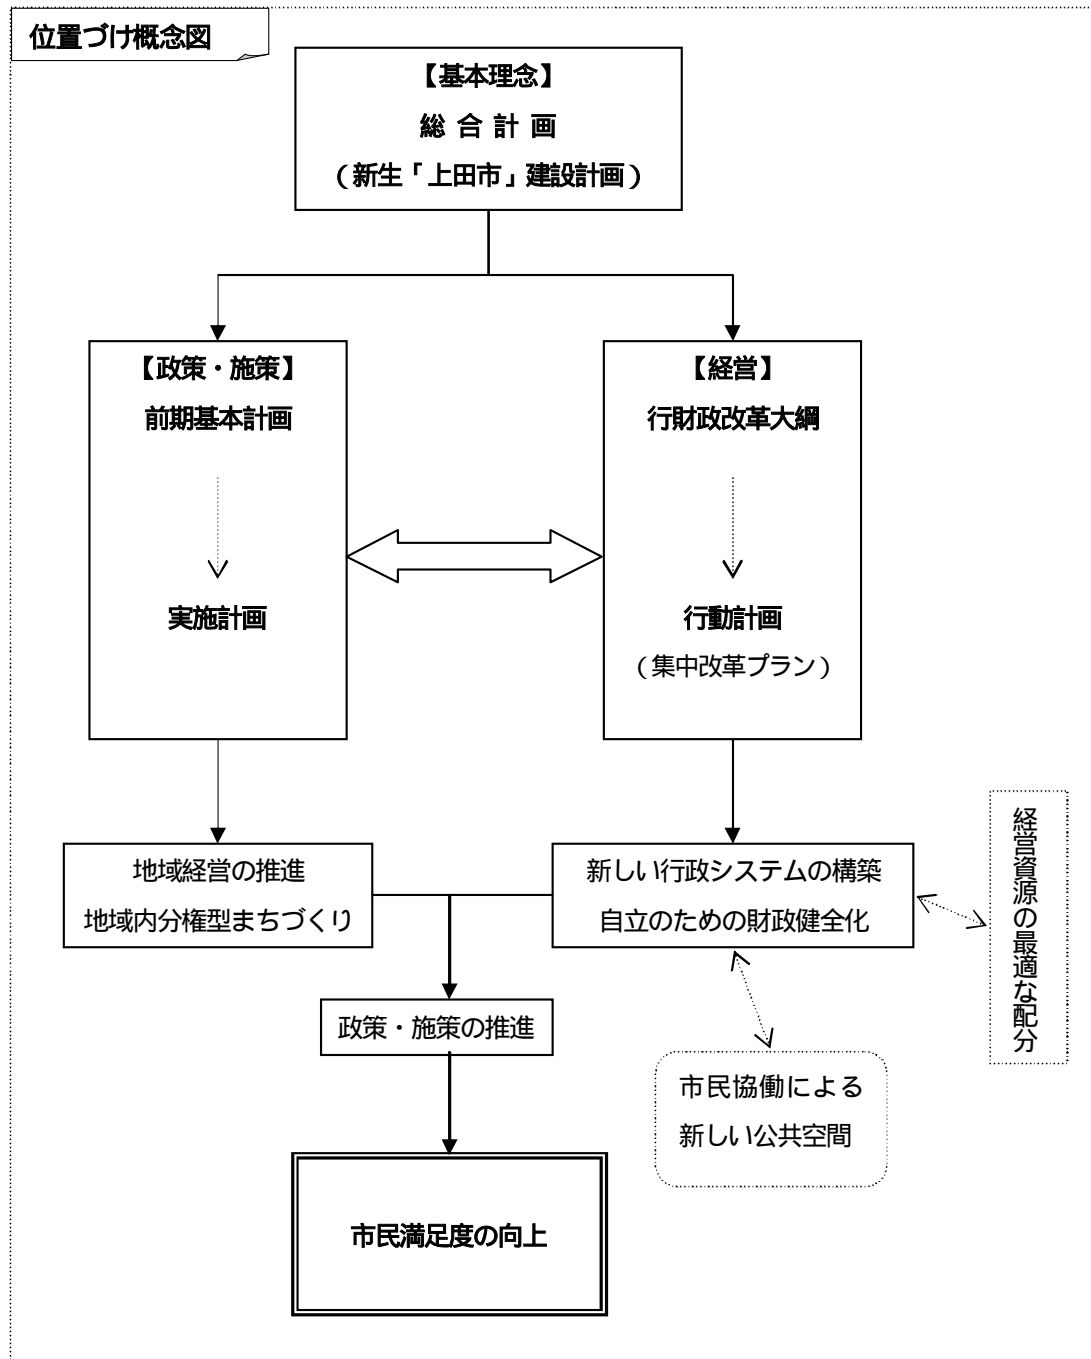 位置づけ概念図
【基本理念】
総合計画
（新生「上田市」建設計画）
【政策・施策】
前期基本計画
実施計画
【経営】
行財政改革大綱
行動計画
（集中改革プラン）
地域経営の推進
地域内分権型まちづくり
新しい行政システムの構築
自立のための財政健全化
経営資源の最適な配分
政策・施策の推進
市民協働による
新しい公共空間
市民満足度の向上